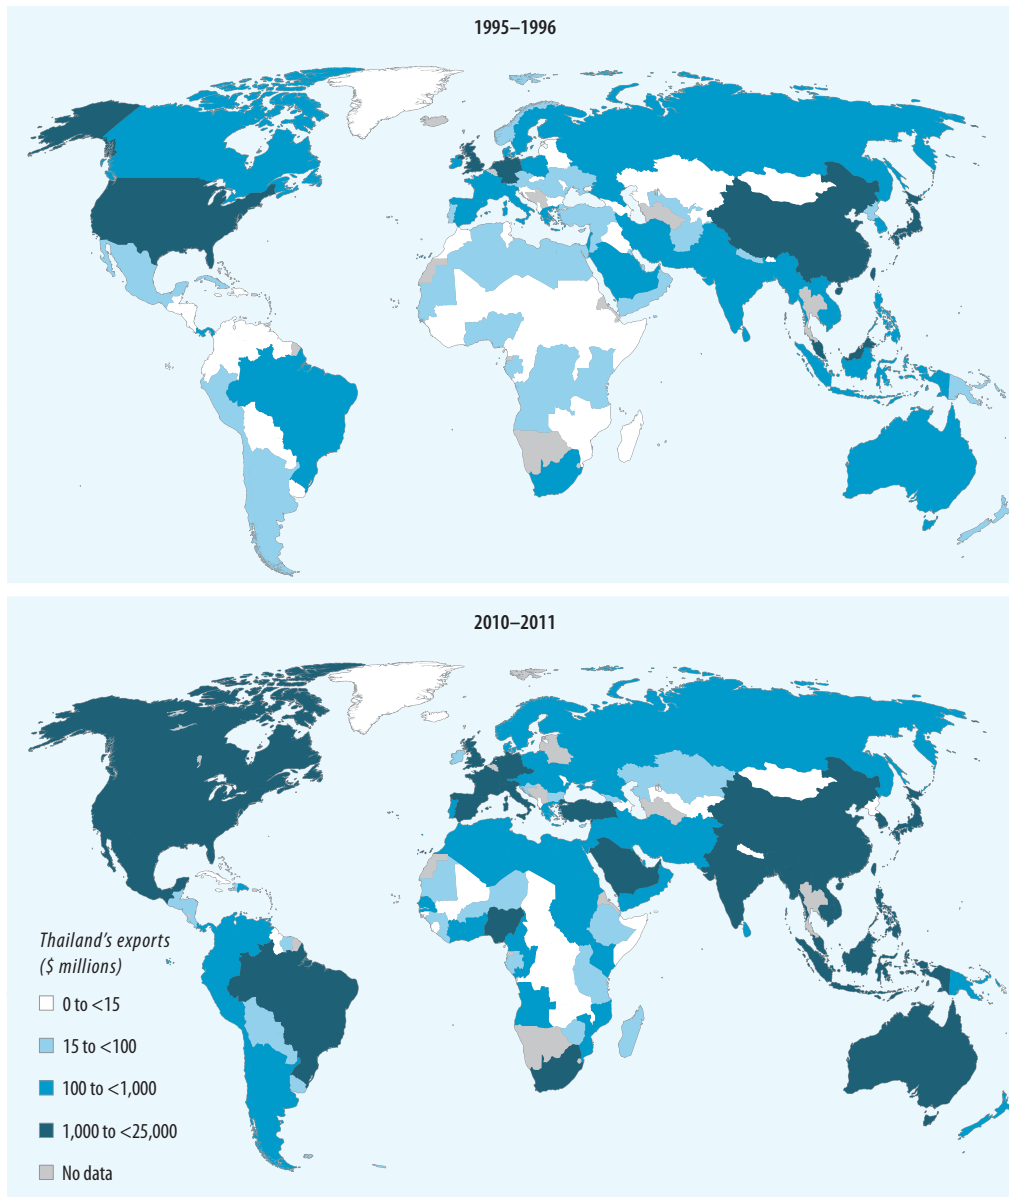 1995–1996
2010–2011
Thailand's exports
($ millions)
0 to <15
15 to <100
100 to <1,000
1,000 to <25,000
No data